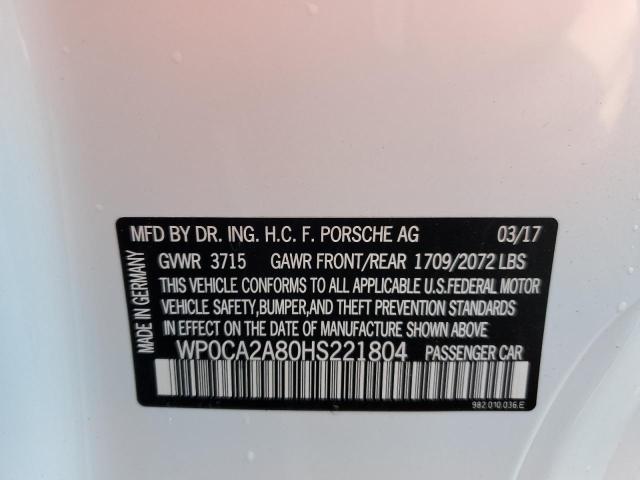 MFD BY DR. ING. H.C. F. PORSCHE AG 03/17
GVWR 3715 GAWR FRONT/REAR 1709/2072 LBS
THIS VEHICLE CONFORMS TO ALL APPLICABLE U.S.FEDERAL MOTOR
VEHICLE SAFETY,BUMPER,AND THEFT PREVENTION STANDARDS
IN EFFECT ON THE DATE OF MANUFACTURE SHOWN ABOVE.
WP0CA2A80HS221804 PASSENGER CAR
982.010.036.E
MADE IN GERMANY